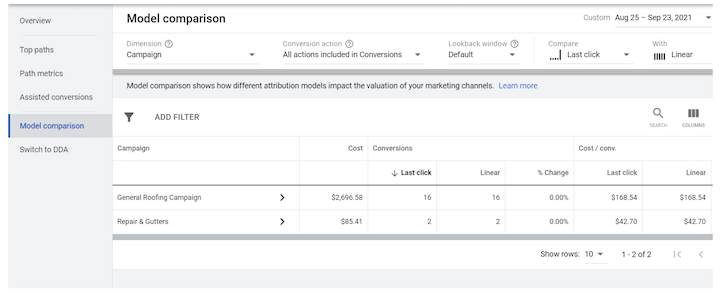 Overview
Top paths
Path metrics
Assisted conversions
Model comparison
Switch to DDA
Model comparison
Custom Aug 25 – Sep 23, 2021
Dimension
Campaign
Conversion action
All actions included in Conversions
Lookback window
Default
Compare
Last click
With
Linear
Model comparison shows how different attribution models impact the valuation of your marketing channels. Learn more
ADD FILTER
SEARCH
COLUMNS
Campaign Cost Conversions Cost / conv.
Last click Linear % Change Last click Linear
General Roofing Campaign $2,696.58 16 16 0.00% $168.54 $168.54
Repair & Gutters $85.41 2 2 0.00% $42.70 $42.70
Show rows: 10 1 - 2 of 2